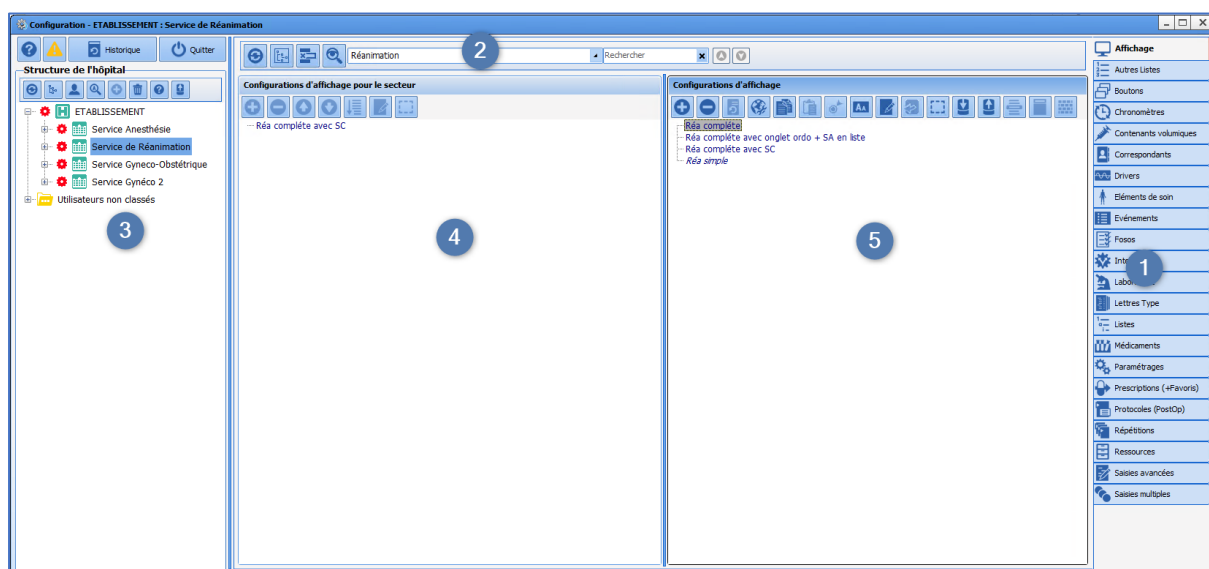 Configuration - ETABLISSEMENT : Service de Réanimation
Historique
Quitter
Structure de l'hôpital
ETABLISSEMENT
Service Anesthésie
Service de Réanimation
Service Gyneco-Obstétrique
Service Gynéco 2
Utilisateurs non classés
3
Réanimation
2
Rechercher
Configurations d'affichage pour le secteur
Réa complète avec SC
4
Configurations d'affichage
Réa complète
Réa complète avec onglet ordo + SA en liste
Réa complète avec SC
Réa simple
5
Affichage
Autres Listes
Boutons
Chronomètres
Contenants volumiques
Correspondants
Drivers
Eléments de soin
Evénements
Fosos
1
Lettres Type
Listes
Médicaments
Paramétrages
Prescriptions (+Favoris)
Protocoles (PostOp)
Répétitions
Ressources
Saisies avancées
Saisies multiples